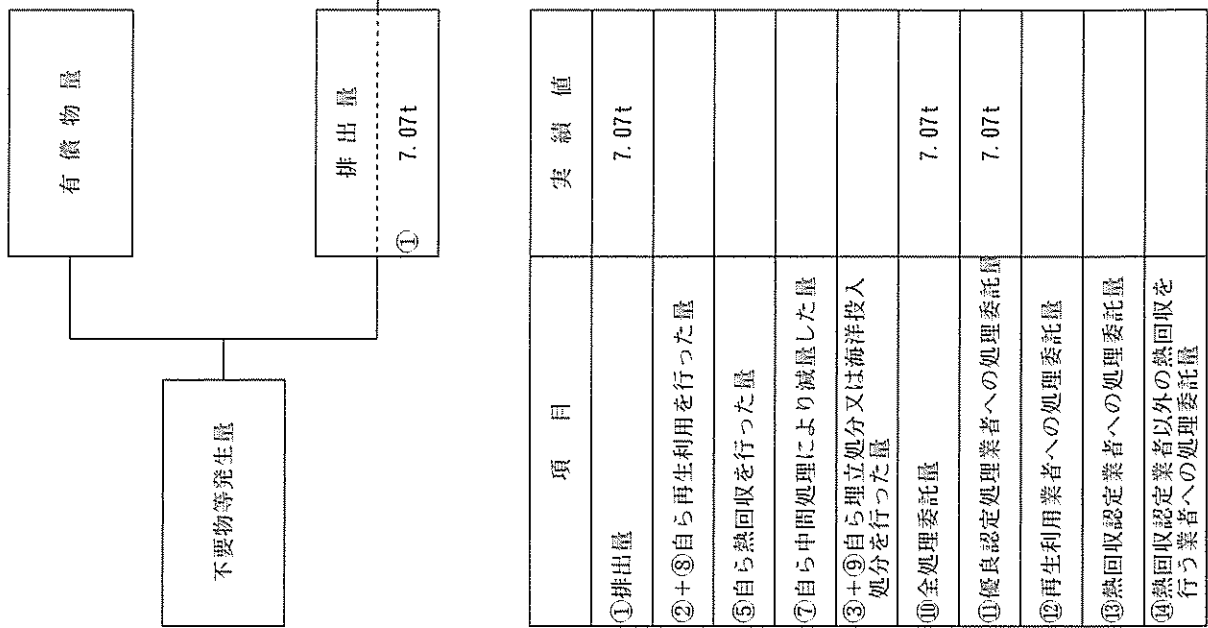 有償物量
不要物等発生量
排出量
① 7.07t
項目 実績値
①排出量 7.07t
②+⑧自ら再生利用を行った量
⑤自ら熱回収を行った量
⑦自ら中間処理により減量した量
③+⑨自ら埋立処分又は海洋投入
処分を行った量
⑩全処理委託量 7.07t
⑪優良認定処理業者への処理委託量 7.07t
⑫再生利用業者への処理委託量
⑬熱回収認定業者への処理委託量
⑭熱回収認定業者以外の熱回収を
行う業者への処理委託量